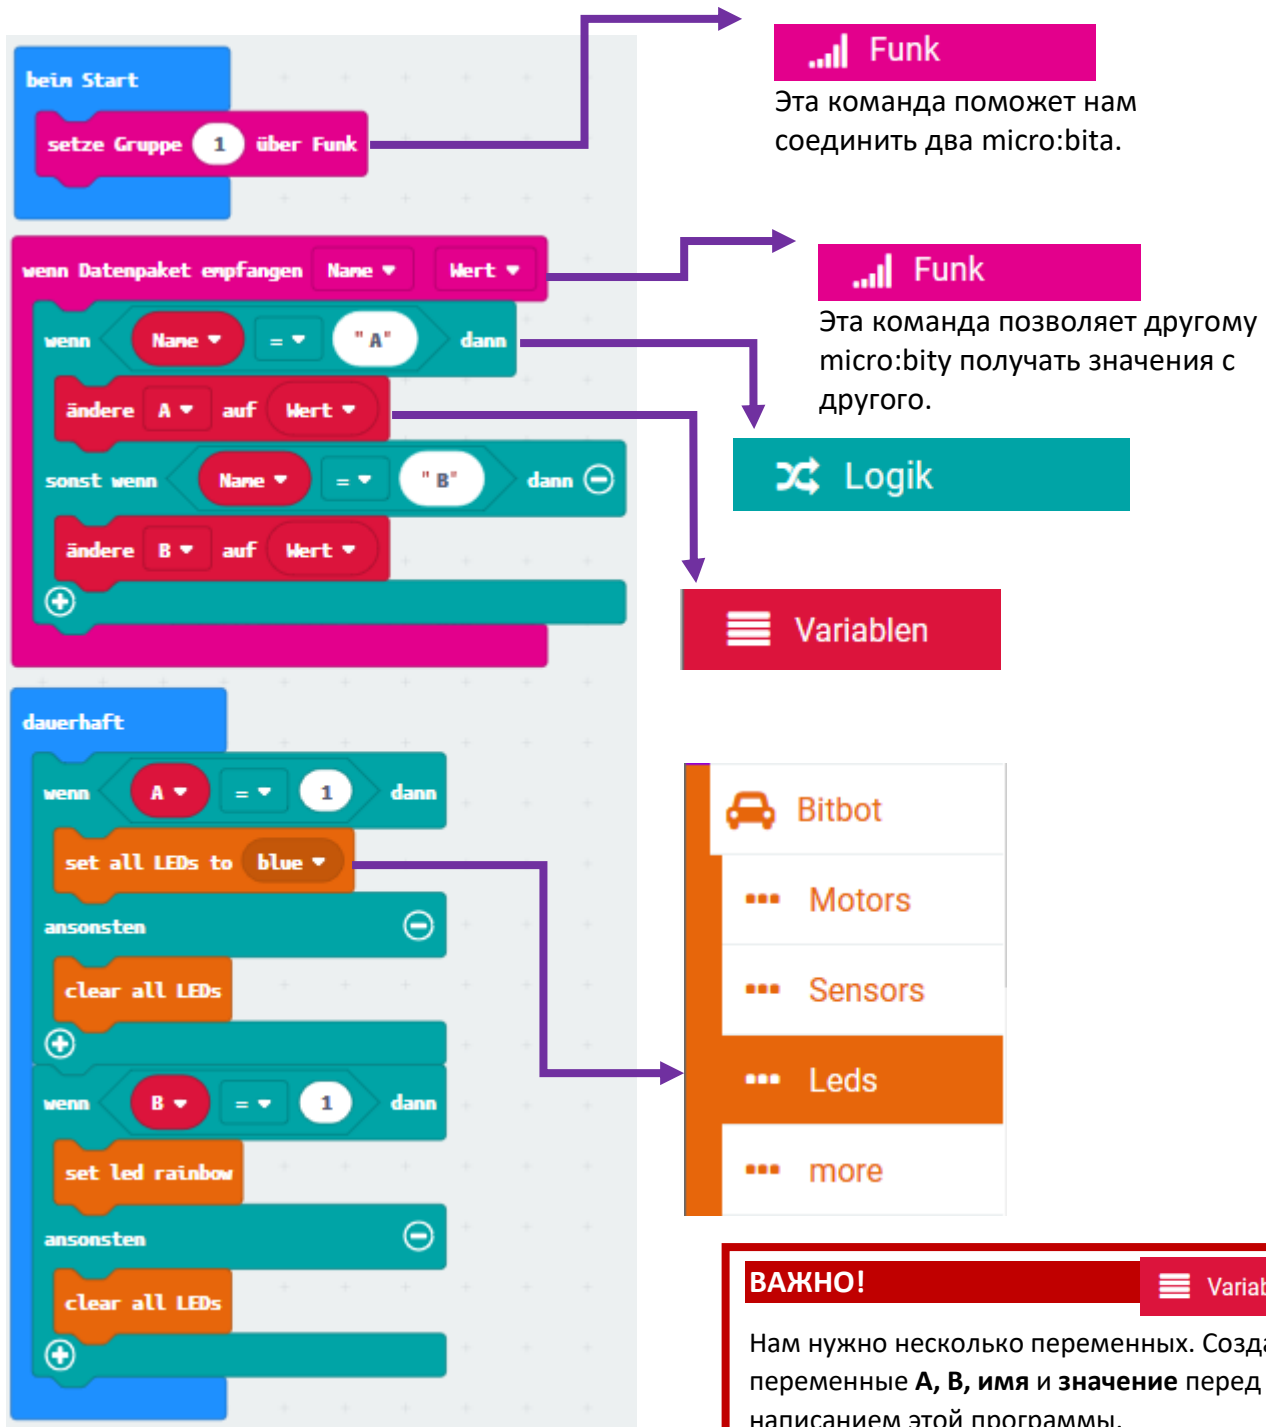 beim Start
setze Gruppe 1 über Funk
wenn Datenpaket empfangen Name Wert
wenn Name = "A" dann
ändere A auf Wert
sonst wenn Name = "B" dann
ändere B auf Wert
dauerhaft
wenn A = 1 dann
set all LEDs to blue
ansonsten
clear all LEDs
wenn B = 1 dann
set led rainbow
ansonsten
clear all LEDs
Funk
Эта команда поможет нам
соединить два micro:bita.
Funk
Эта команда позволяет другому
micro:bity получать значения с
другого.
Logik
Variablen
Bitbot
Motors
Sensors
Leds
more
ВАЖНО!
Variab
Нам нужно несколько переменных. Созда
переменные A, B, имя и значение перед
написанием этой программы.